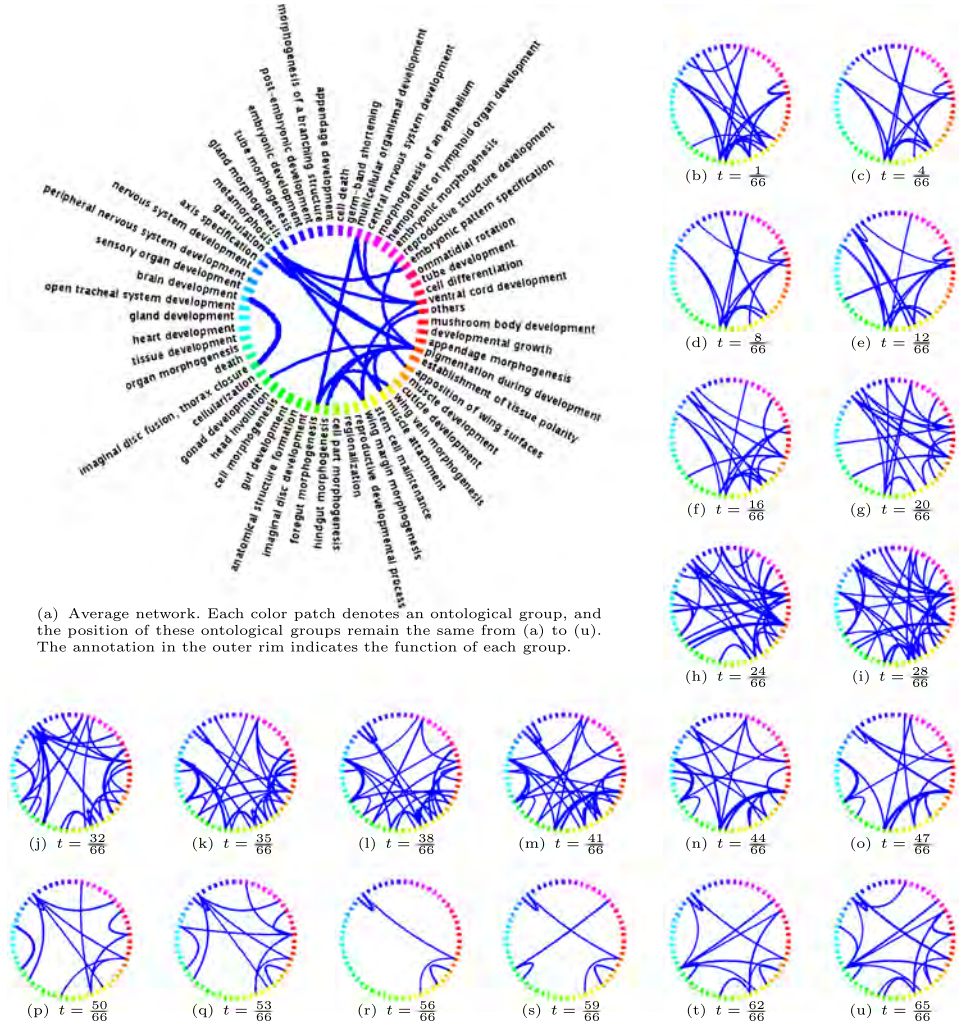 morphogenesis of a branching structure
appendage development
post-embryonic development
embryonic development
tube morphogenesis
gland morphogenesis
metamorphosis
gastrulation
axis specification
nervous system development
peripheral nervous system development
sensory organ development
brain development
open tracheal system development
gland development
heart development
tissue development
organ morphogenesis
death
imaginal disc fusion, thorax closure
cellularization
gonad development
head involution
cell morphogenesis
gut development
anatomical structure formation
imaginal disc development
foregut morphogenesis
hindgut morphogenesis
cell part morphogenesis
regionalization
reproductive developmental process
wing margin morphogenesis
stem cell maintenance
muscle attachment
wing vein morphogenesis
cuticle development
muscle development
apposition of wing surfaces
establishment of tissue polarity
pigmentation during development
appendage morphogenesis
developmental growth
mushroom body development
others
ventral cord development
cell differentiation
tube development
ommatidial rotation
embryonic pattern specification
reproductive structure development
embryonic morphogenesis
hemopoietic or lymphoid organ development
morphogenesis of an epithelium
central nervous system development
multicellular organismal development
germ-band shortening
cell death
(a) Average network. Each color patch denotes an ontological group, and
the position of these ontological groups remain the same from (a) to (u).
The annotation in the outer rim indicates the function of each group.
(b) t = 1/66
(c) t = 4/66
(d) t = 8/66
(e) t = 12/66
(f) t = 16/66
(g) t = 20/66
(h) t = 24/66
(i) t = 28/66
(j) t = 32/66
(k) t = 35/66
(l) t = 38/66
(m) t = 41/66
(n) t = 44/66
(o) t = 47/66
(p) t = 50/66
(q) t = 53/66
(r) t = 56/66
(s) t = 59/66
(t) t = 62/66
(u) t = 65/66